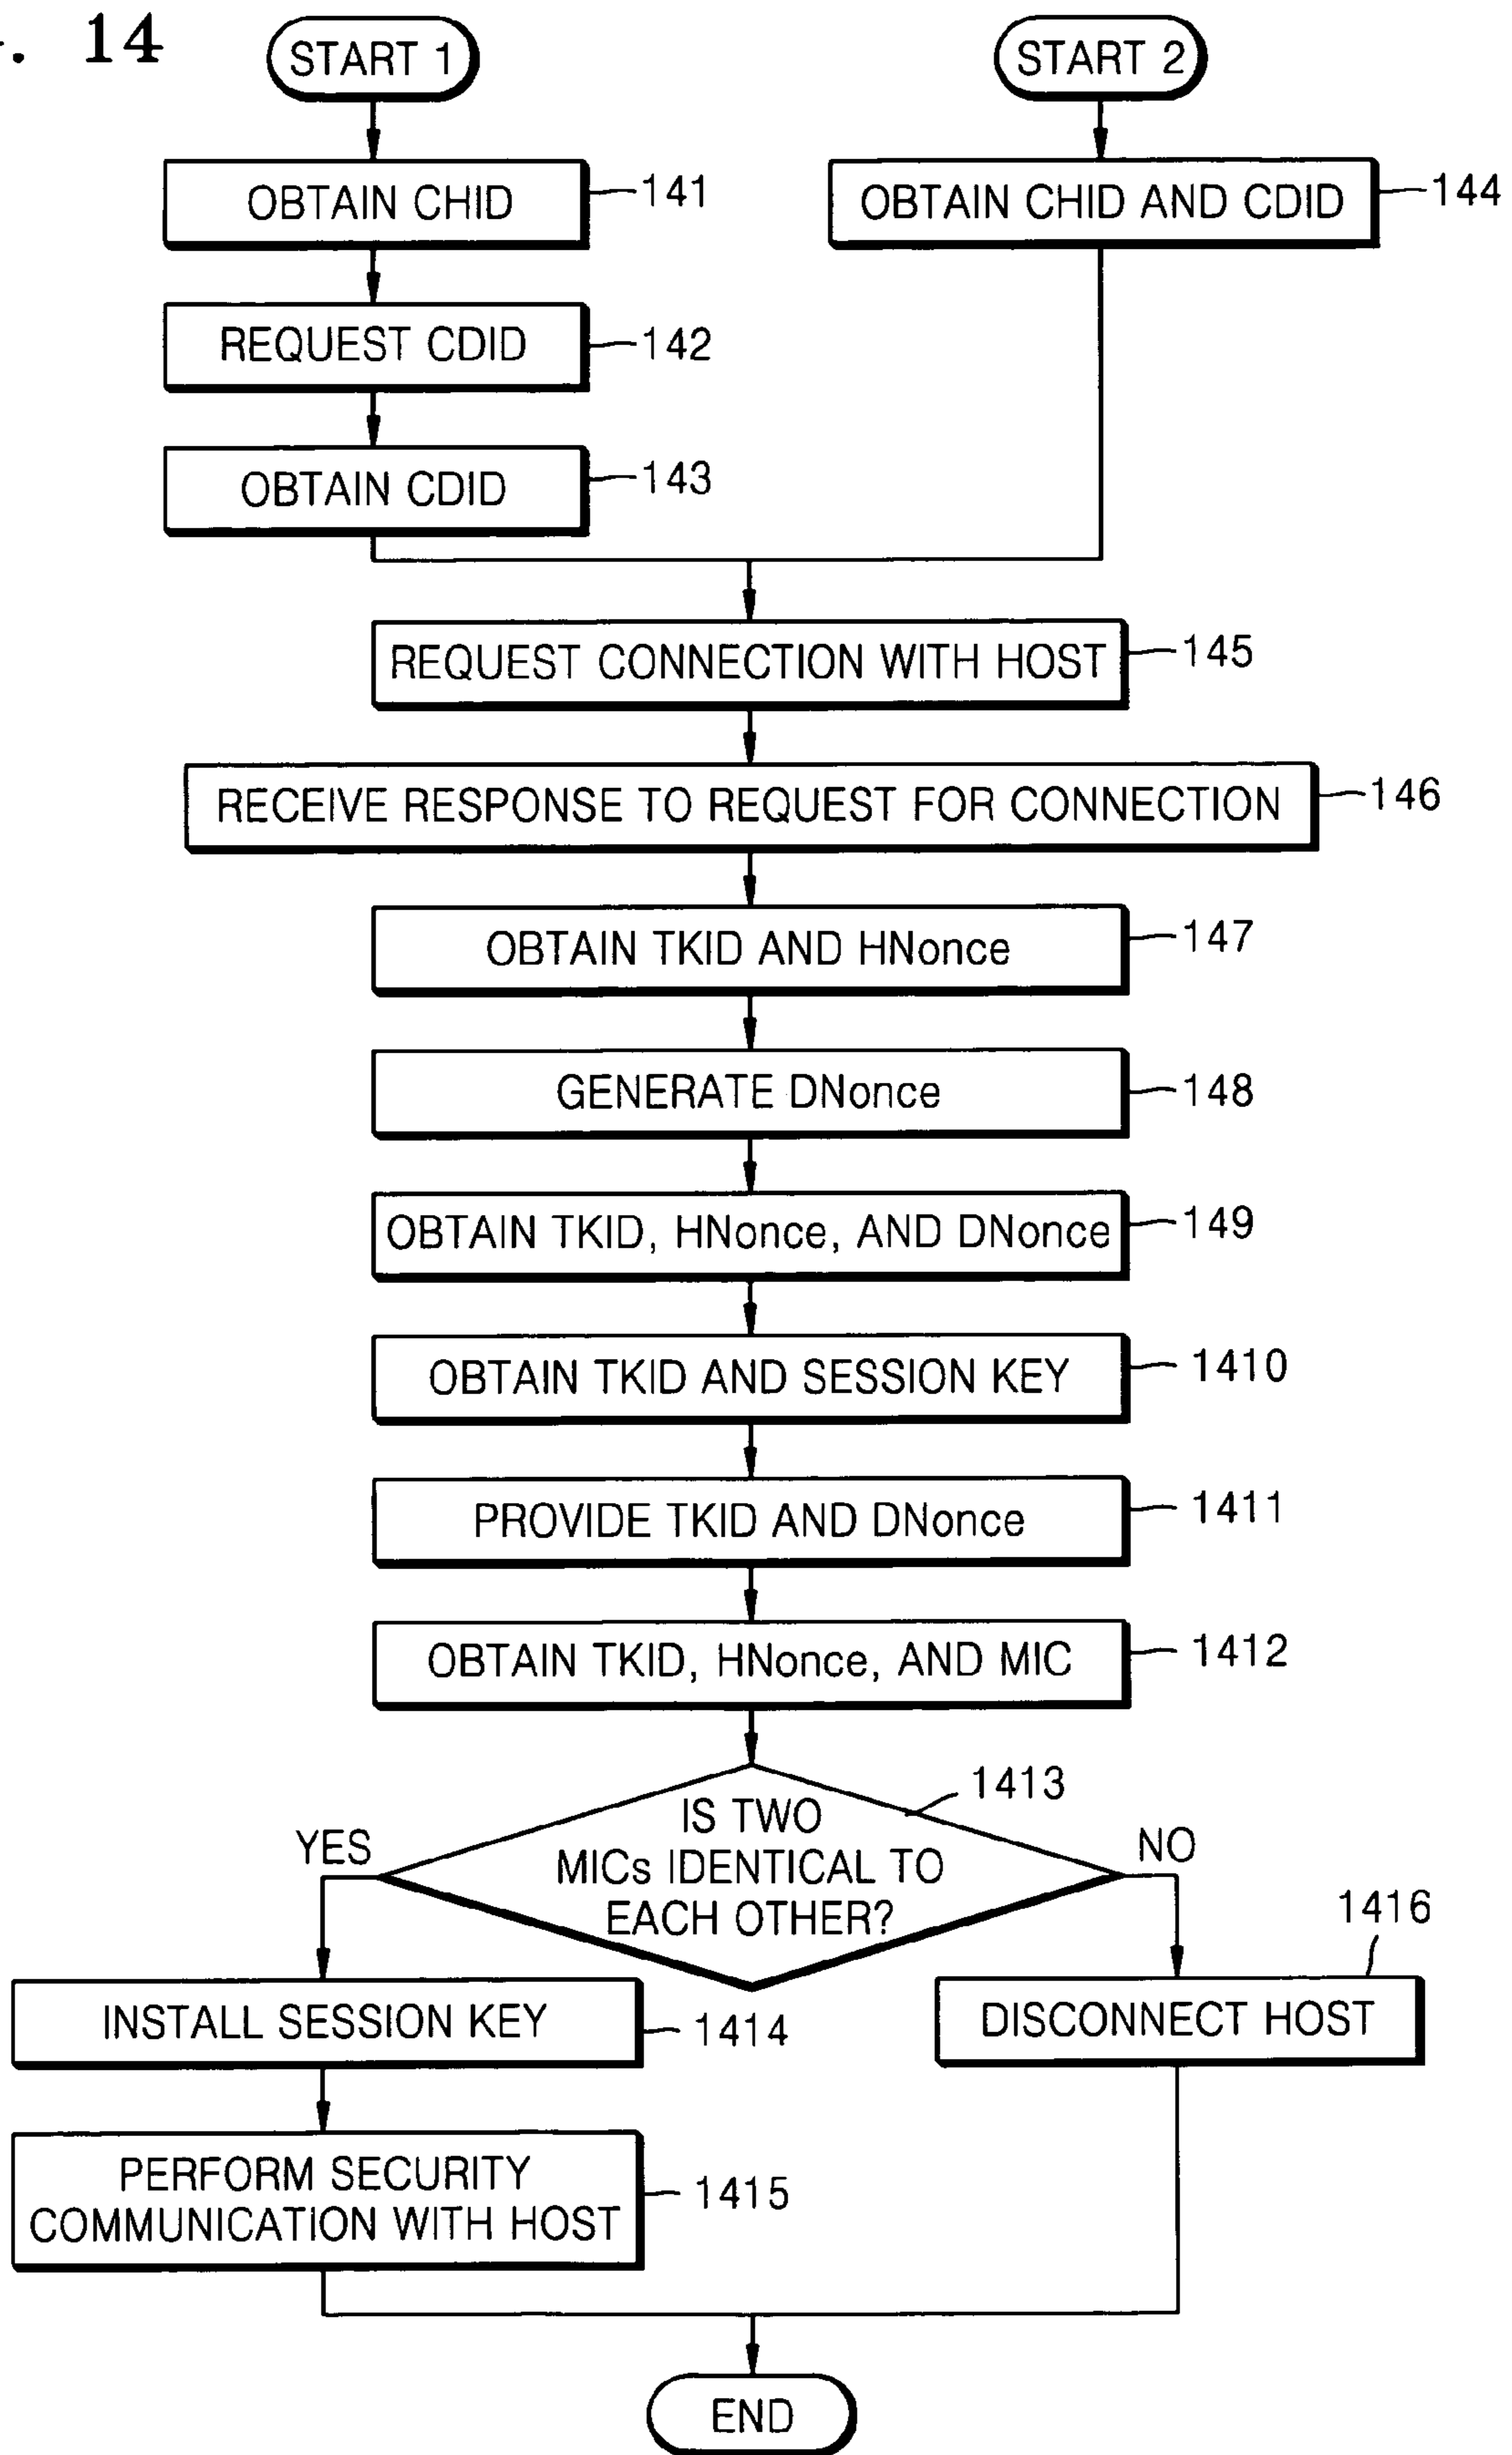 . 14
START 1
START 2
OBTAIN CHID
141
OBTAIN CHID AND CDID
144
REQUEST CDID
142
OBTAIN CDID
143
REQUEST CONNECTION WITH HOST
145
RECEIVE RESPONSE TO REQUEST FOR CONNECTION
146
OBTAIN TKID AND HNonce
147
GENERATE DNonce
148
OBTAIN TKID, HNonce, AND DNonce
149
OBTAIN TKID AND SESSION KEY
1410
PROVIDE TKID AND DNonce
1411
OBTAIN TKID, HNonce, AND MIC
1412
1413
IS TWO
MICs IDENTICAL TO
EACH OTHER?
YES
NO
1416
INSTALL SESSION KEY
1414
DISCONNECT HOST
PERFORM SECURITY
COMMUNICATION WITH HOST
1415
END